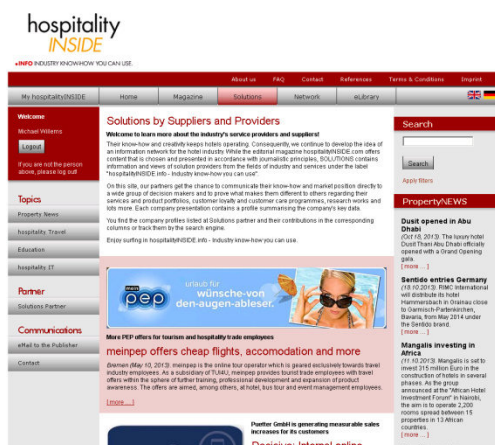 hospitality
INSIDE
INFO INDUSTRY KNOW-HOW YOU CAN USE.
About us FAQ Contact References Terms & Conditions Imprint
My hospitalityINSIDE Home Magazine Solutions Network eLibrary
Welcome
Michael Willems
Logout
If you are not the person
above, please log out!
Topics
Property News
hospitality Travel
Education
hospitality IT
Partner
Solutions Partner
Communications
eMail to the Publisher
Contact
Solutions by Suppliers and Providers
Welcome to learn more about the industry's service providers and suppliers!
Their know-how and creativity keeps hotels operating. Consequently, we continue to develop the idea of
an information network for the hotel industry. While the editorial magazine hospitalityINSIDE.com offers
content that is chosen and presented in accordance with journalistic principles, SOLUTIONS contains
information and views of solution providers from the fields of industry and services under the label
"hospitalityINSIDE.info - Industry know-how you can use".
On this site, our partners get the chance to communicate their know-how and market position directly to
a wide group of decision makers and to prove what makes them different to others regarding their
services and product portfolios, customer loyalty and customer care programmes, research works and
lots more. Each company presentation contains a profile summarising the company's key data.
You find the company profiles listed at Solutions partner and their contributions in the corresponding
columns or track them by the search engine.
Enjoy surfing in hospitalityINSIDE.info - Industry know-how you can use.
mein
pep
urlaub für
wünsche-von
den-augen-ableser.
More PEP offers for tourism and hospitality trade employees
meinpep offers cheap flights, accomodation and more
Bremen (May 10, 2013). meinpep is the online tour operator which is geared exclusively towards travel
industry employees. As a subsidiary of TUI4U, meinpep provides tourist trade employees with travel
offers within the sphere of further training, professional development and expansion of product
awareness. The offers are aimed, among others, at hotel, bus tour and event management employees.
[more ...]
Puetter GmbH is generating measurable sales
increases for its customers
Decisive: Internal online
Search
Search
Apply filters
PropertyNEWS
Dusit opened in Abu
Dhabi
(Oct 18, 2013). The luxury hotel
Dusit Thani Abu Dhabi officially
opened with a Grand Opening
gala.
[more ...]
Sentido entries Germany
(18.10.2013). RIMC International
will distribute its hotel
Hammersbach in Grainau close
to Garmisch-Partenkirchen,
Bavaria, from May 2014 under
the Sentido brand.
[more ...]
Mangalis investing in
Africa
(11.10.2013). Mangalis is set to
invest 315 million Euro in the
construction of hotels in several
phases. As the group
announced at the "African Hotel
Investment Forum" in Nairobi,
the aim is to operate 2,200
rooms spread between 15
properties in 13 African
countries.
[more ...]